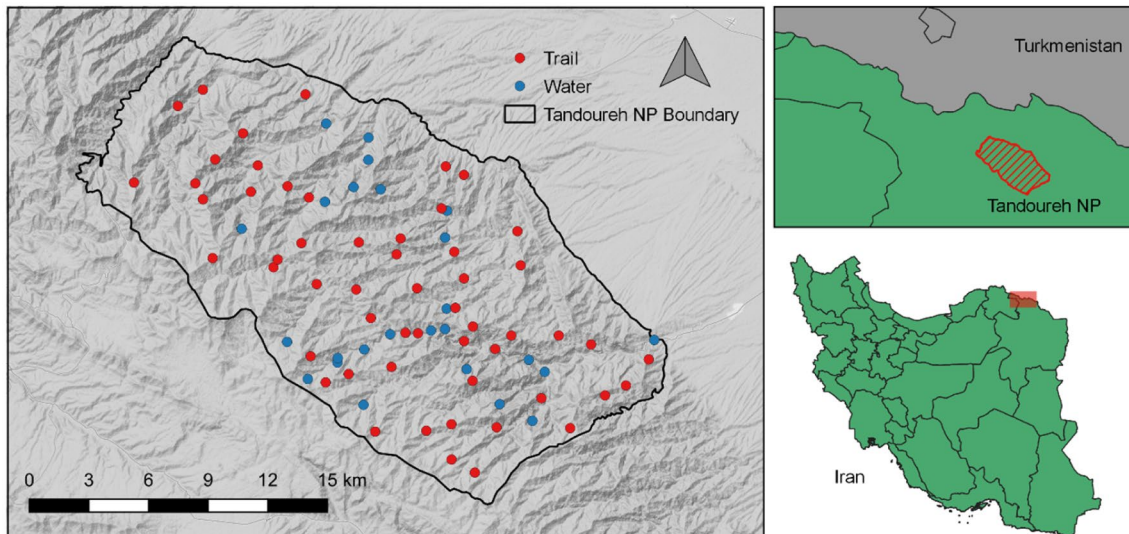 Trail
Water
Tandoureh NP Boundary
0 3 6 9 12 15 km
Turkmenistan
Tandoureh NP
Iran